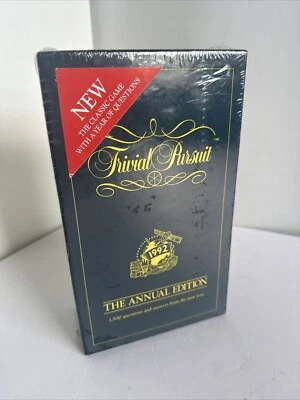 NEW
THE CLASSIC GAME
WITH A YEAR OF QUESTIONS!
Trivial Pursuit
™
1992
THE ANNUAL EDITION
1,500 questions and answers from the year